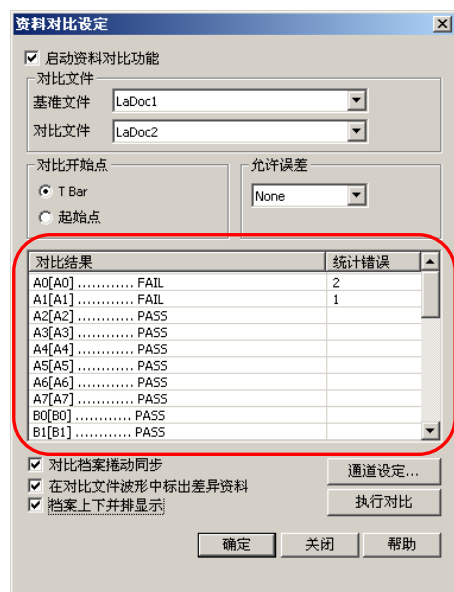 资料对比设定
启动资料对比功能
对比文件
基准文件 LaDoc1
对比文件 LaDoc2
对比开始点
T Bar
起始点
允许误差
None
对比结果 统计错误
A0[A0] ............ FAIL 2
A1[A1] ............ FAIL 1
A2[A2] ............ PASS
A3[A3] ............ PASS
A4[A4] ............ PASS
A5[A5] ............ PASS
A6[A6] ............ PASS
A7[A7] ............ PASS
B0[B0] ............ PASS
B1[B1] ............ PASS
对比档案捲动同步
在对比文件波形中标出差异资料
档案上下并排显示
通道设定...
执行对比
确定 关闭 帮助